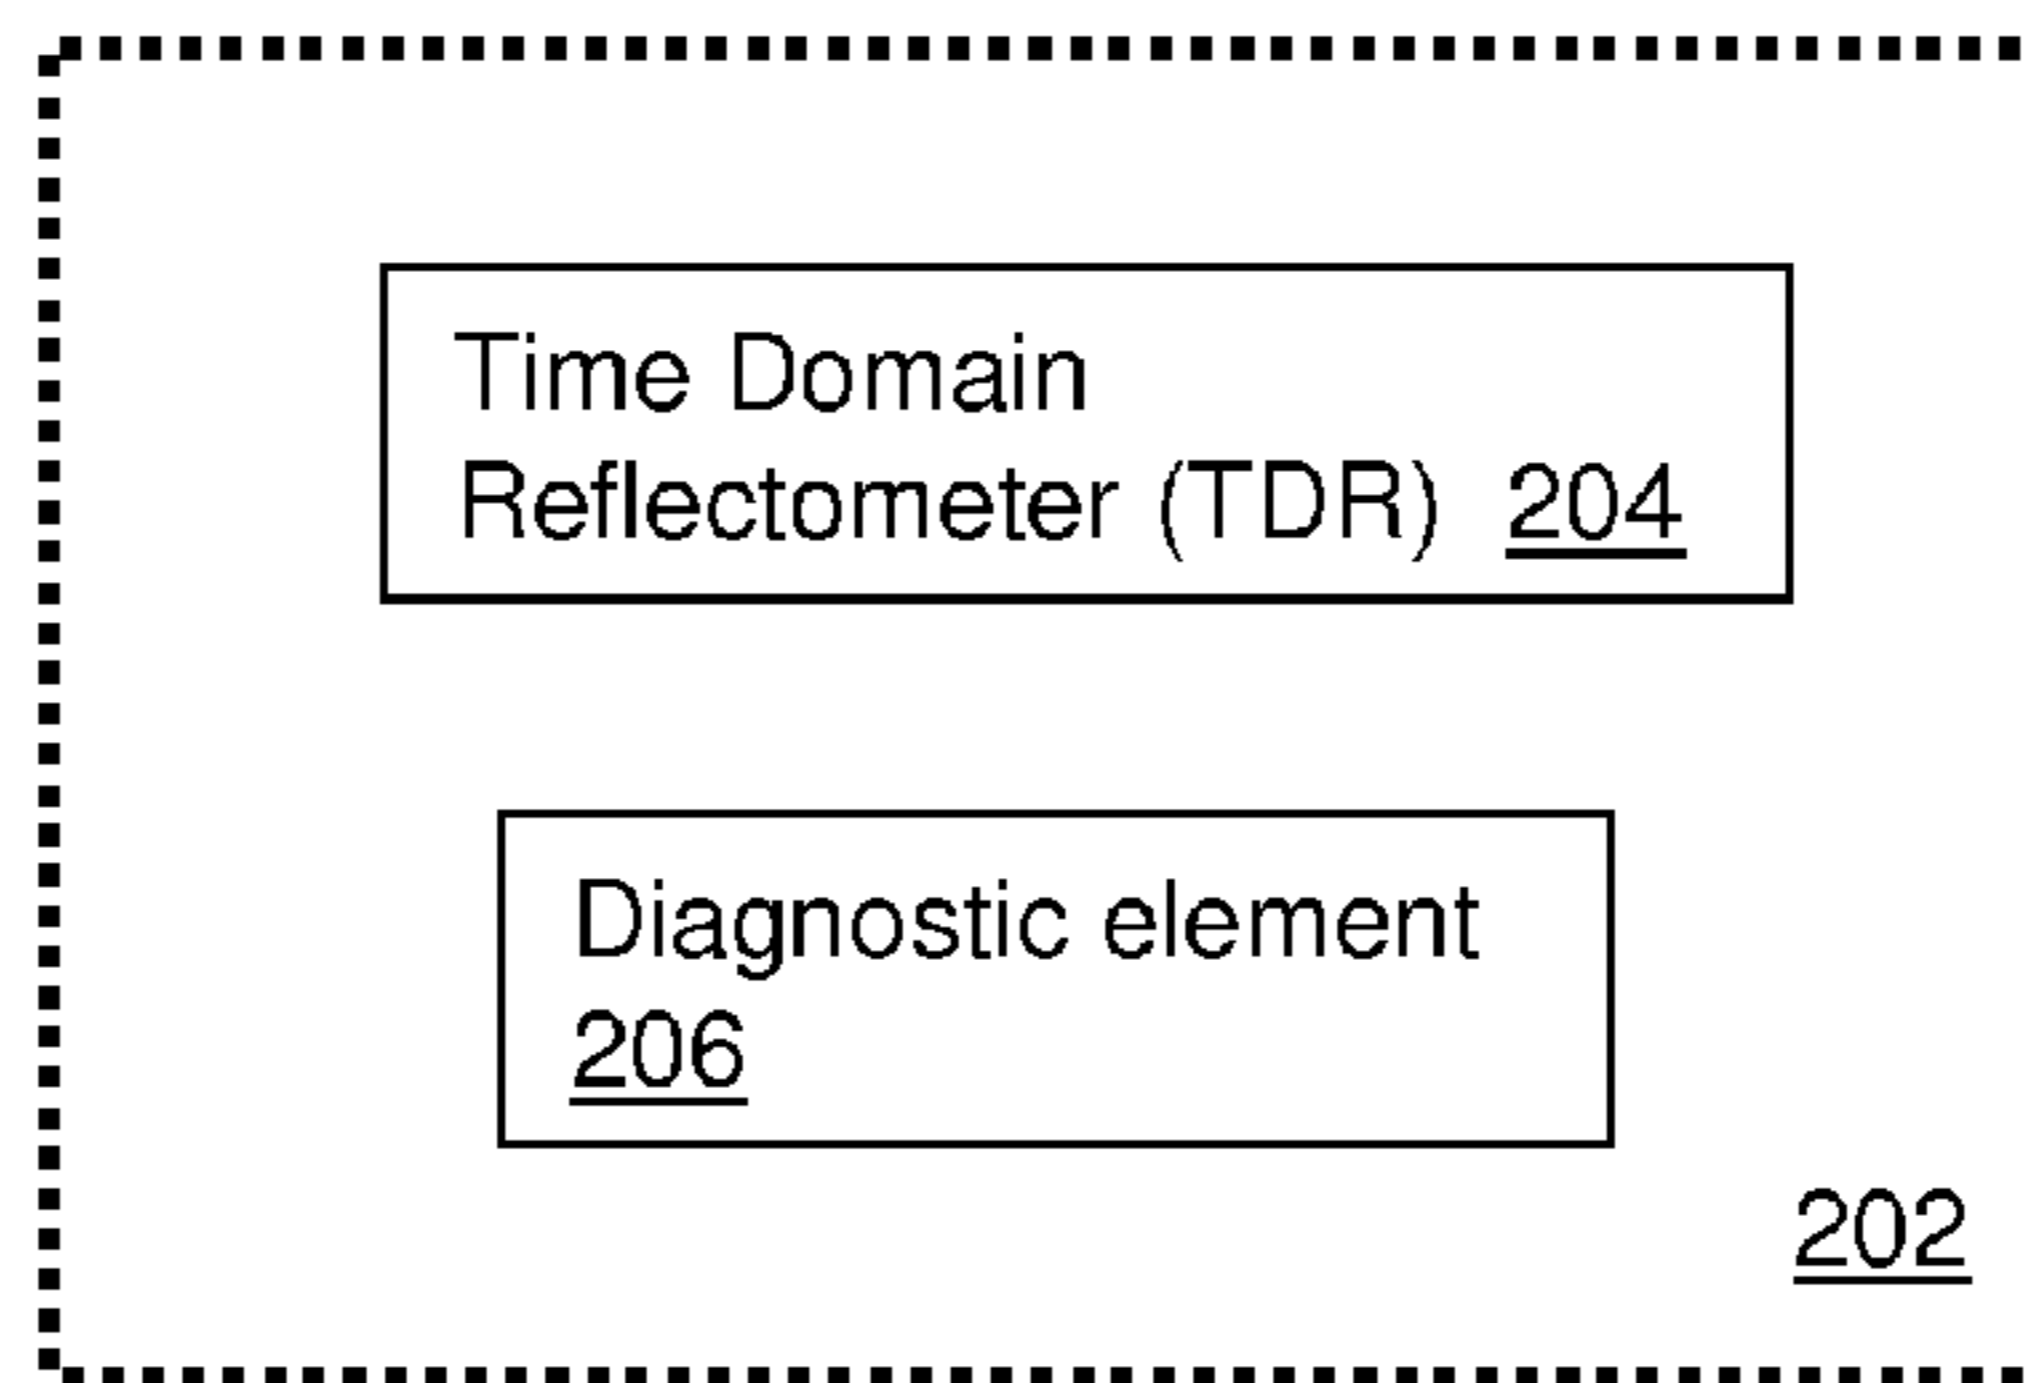 Time Domain
Reflectometer (TDR) 204
Diagnostic element
206
202